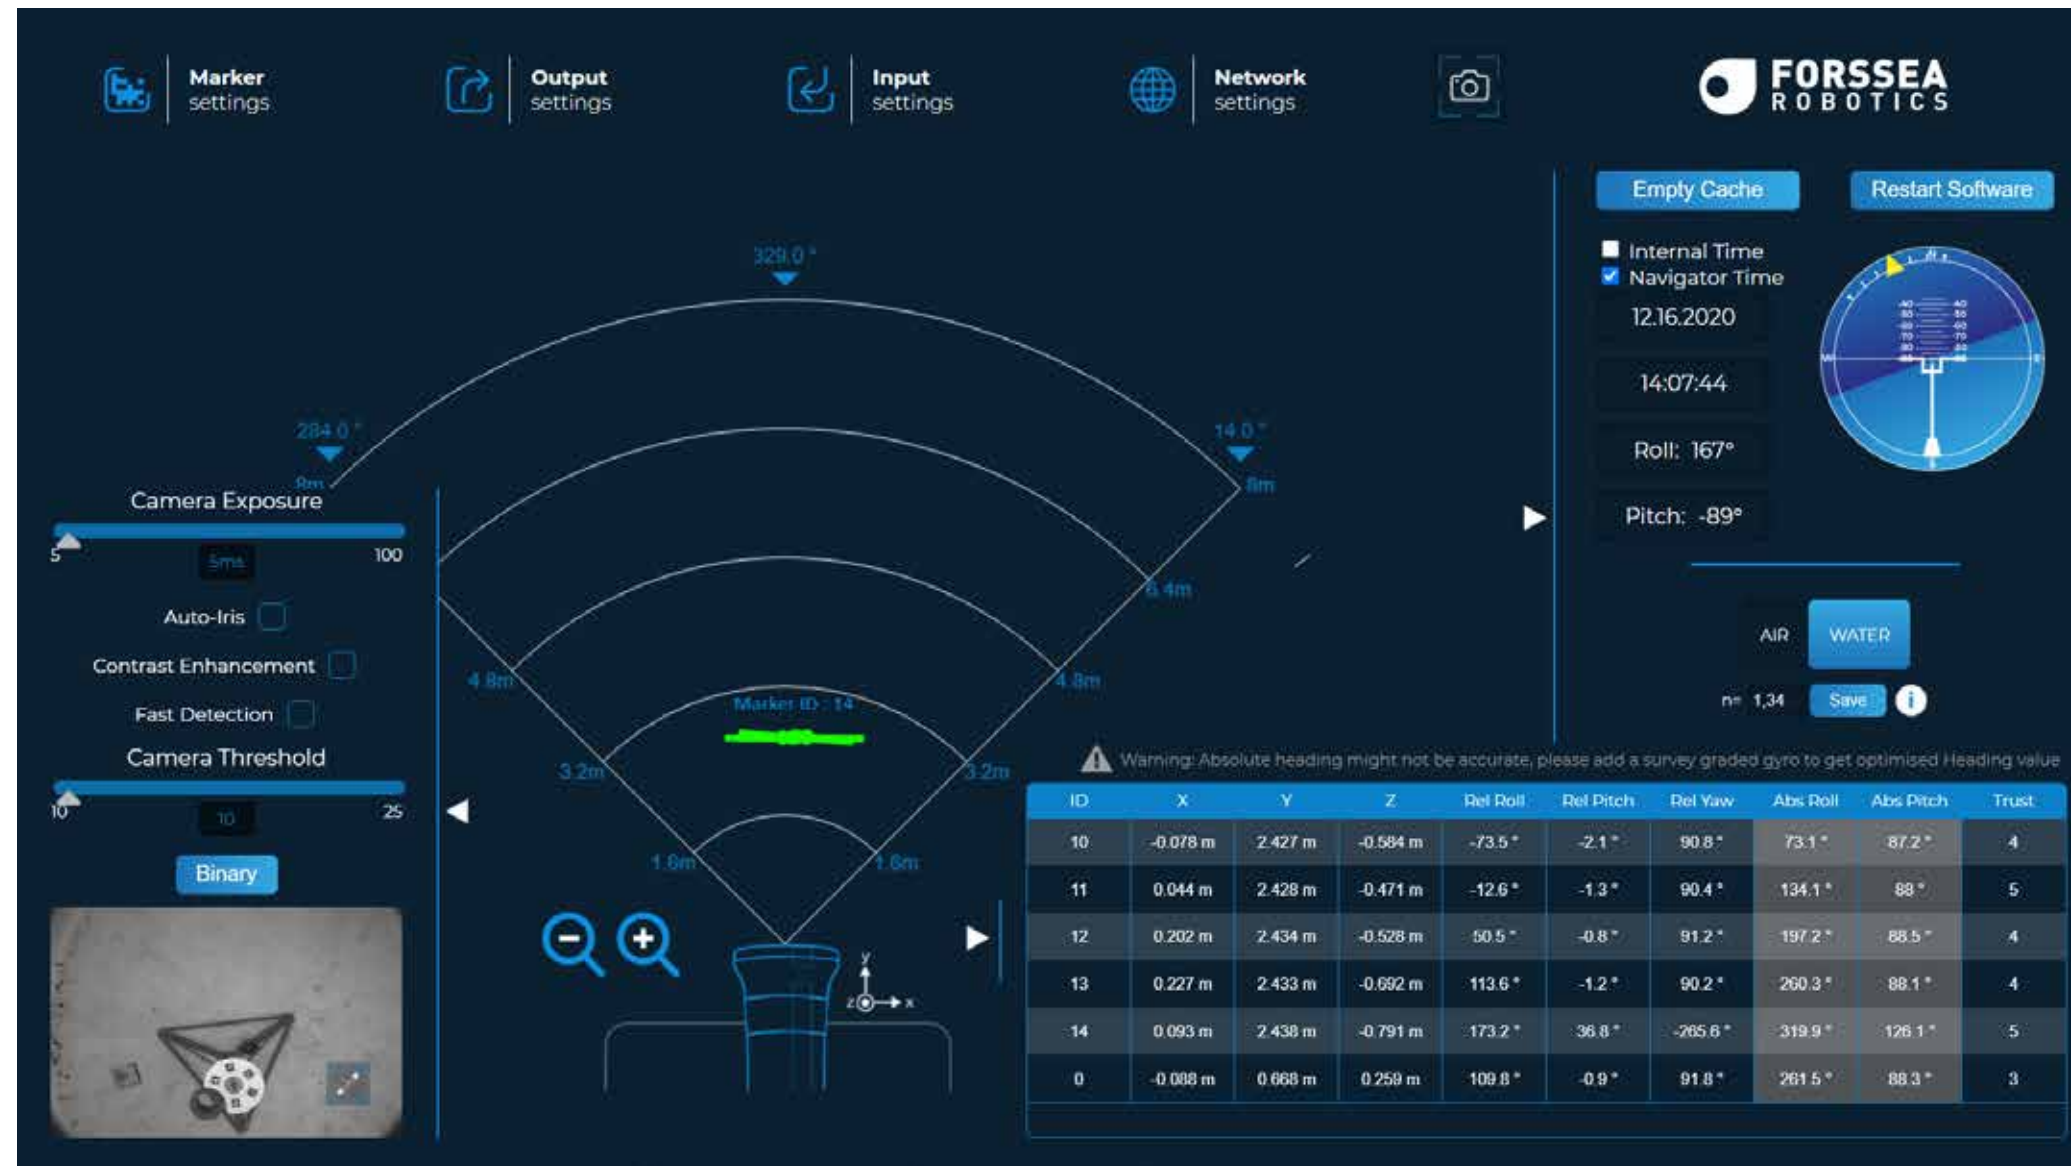 Marker
settings
Output
settings
Input
settings
Network
settings
FORSSEA
ROBOTICS
Empty Cache
Restart Software
Internal Time
Navigator Time
12.16.2020
14:07:44
Roll: 167°
Pitch: -89°
AIR
WATER
n= 1,34
Save
329.0 °
284.0 °
14.0 °
8m
8m
6.4m
4.8m
4.8m
Marker ID : 14
3.2m
3.2m
1.6m
1.6m
y
z
x
Camera Exposure
5
100
5ms
Auto-Iris
Contrast Enhancement
Fast Detection
Camera Threshold
10
25
10
Binary
Warning: Absolute heading might not be accurate, please add a survey graded gyro to get optimised Heading value
ID X Y Z Rel Roll Rel Pitch Rel Yaw Abs Roll Abs Pitch Trust
10 -0.078 m 2.427 m -0.584 m -73.5 ° -2.1 ° 90.8 ° 73.1 ° 87.2 ° 4
11 0.044 m 2.428 m -0.471 m -12.6 ° -1.3 ° 90.4 ° 134.1 ° 88 ° 5
12 0.202 m 2.434 m -0.528 m 50.5 ° -0.8 ° 91.2 ° 197.2 ° 88.5 ° 4
13 0.227 m 2.433 m -0.692 m 113.6 ° -1.2 ° 90.2 ° 260.3 ° 88.1 ° 4
14 0.093 m 2.438 m -0.791 m 173.2 ° 36.8 ° -265.6 ° 319.9 ° 126.1 ° 5
0 -0.088 m 0.668 m 0.259 m 109.8 ° -0.9 ° 91.8 ° 261.5 ° 88.3 ° 3